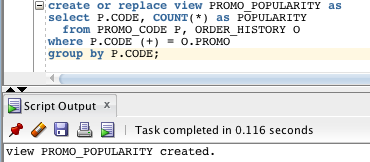 create or replace view PROMO_POPULARITY as
select P.CODE, COUNT(*) as POPULARITY
from PROMO_CODE P, ORDER_HISTORY O
where P.CODE (+) = O.PROMO
group by P.CODE;
Script Output x
Task completed in 0.116 seconds
view PROMO_POPULARITY created.